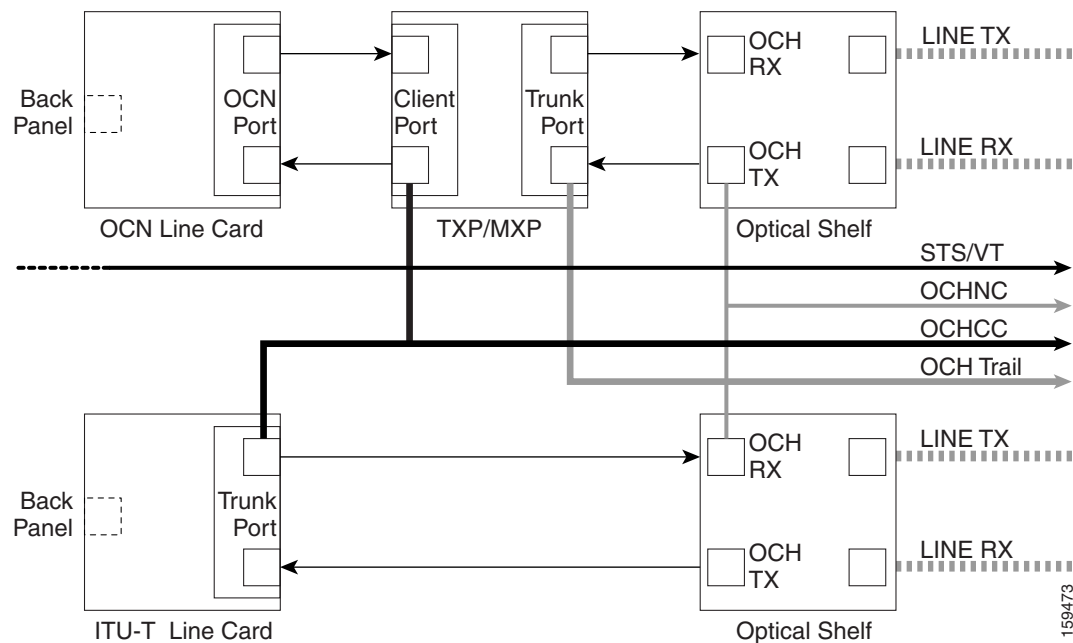 LINE TX
OCH
RX
Back
Panel
OCN
Port
Client
Port
Trunk
Port
LINE RX
OCH
TX
OCN Line Card
TXP/MXP
Optical Shelf
STS/VT
OCHNC
OCHCC
OCH Trail
LINE TX
OCH
RX
Back
Panel
Trunk
Port
LINE RX
OCH
TX
ITU-T Line Card
Optical Shelf
159473